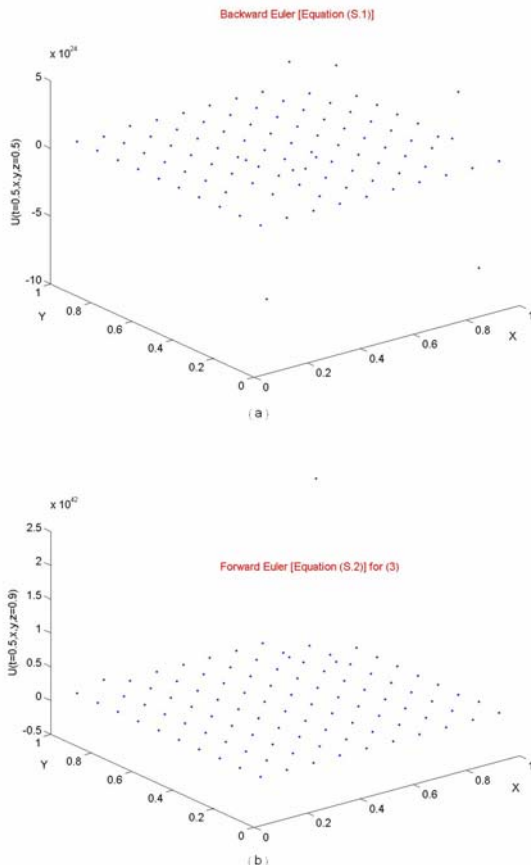 Backward Euler [Equation (S.1)]
x 10^24
5
0
-5
-10
U(t=0.5,x,y,z=0.5)
1
0.8
0.6
0.4
0.2
0
Y
0
0.2
0.4
0.6
0.8
1
X
(a)
x 10^42
2.5
2
1.5
1
0.5
0
-0.5
U(t=0.5,x,y,z=0.9)
Forward Euler [Equation (S.2)] for (3)
1
0.8
0.6
0.4
0.2
0
Y
0
0.2
0.4
0.6
0.8
1
X
(b)